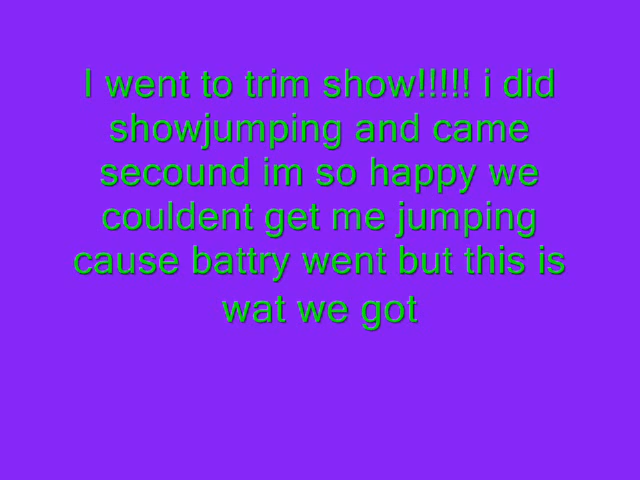 I went to trim show!!!!! i did
showjumping and came
secound im so happy we
couldent get me jumping
cause battry went but this is
wat we got